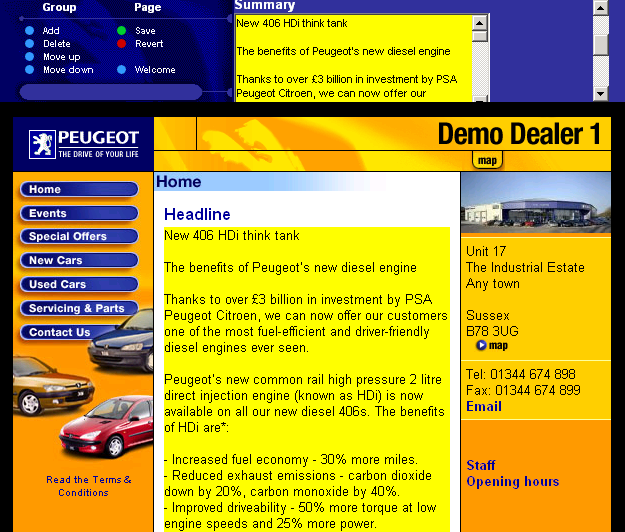 Group Page
Add Save
Delete Revert
Move up
Move down Welcome
Summary
New 406 HDi think tank
The benefits of Peugeot's new diesel engine
Thanks to over £3 billion in investment by PSA
Peugeot Citroen, we can now offer our
PEUGEOT
THE DRIVE OF YOUR LIFE
Demo Dealer 1
map
Home
Events
Special Offers
New Cars
Used Cars
Servicing & Parts
Contact Us
Read the Terms &
Conditions
Home
Headline
New 406 HDi think tank
The benefits of Peugeot's new diesel engine
Thanks to over £3 billion in investment by PSA
Peugeot Citroen, we can now offer our customers
one of the most fuel-efficient and driver-friendly
diesel engines ever seen.
Peugeot's new common rail high pressure 2 litre
direct injection engine (known as HDi) is now
available on all our new diesel 406s. The benefits
of HDi are*:
- Increased fuel economy - 30% more miles.
- Reduced exhaust emissions - carbon dioxide
down by 20%, carbon monoxide by 40%.
- Improved driveability - 50% more torque at low
engine speeds and 25% more power.
Unit 17
The Industrial Estate
Any town
Sussex
B78 3UG
map
Tel: 01344 674 898
Fax: 01344 674 899
Email
Staff
Opening hours